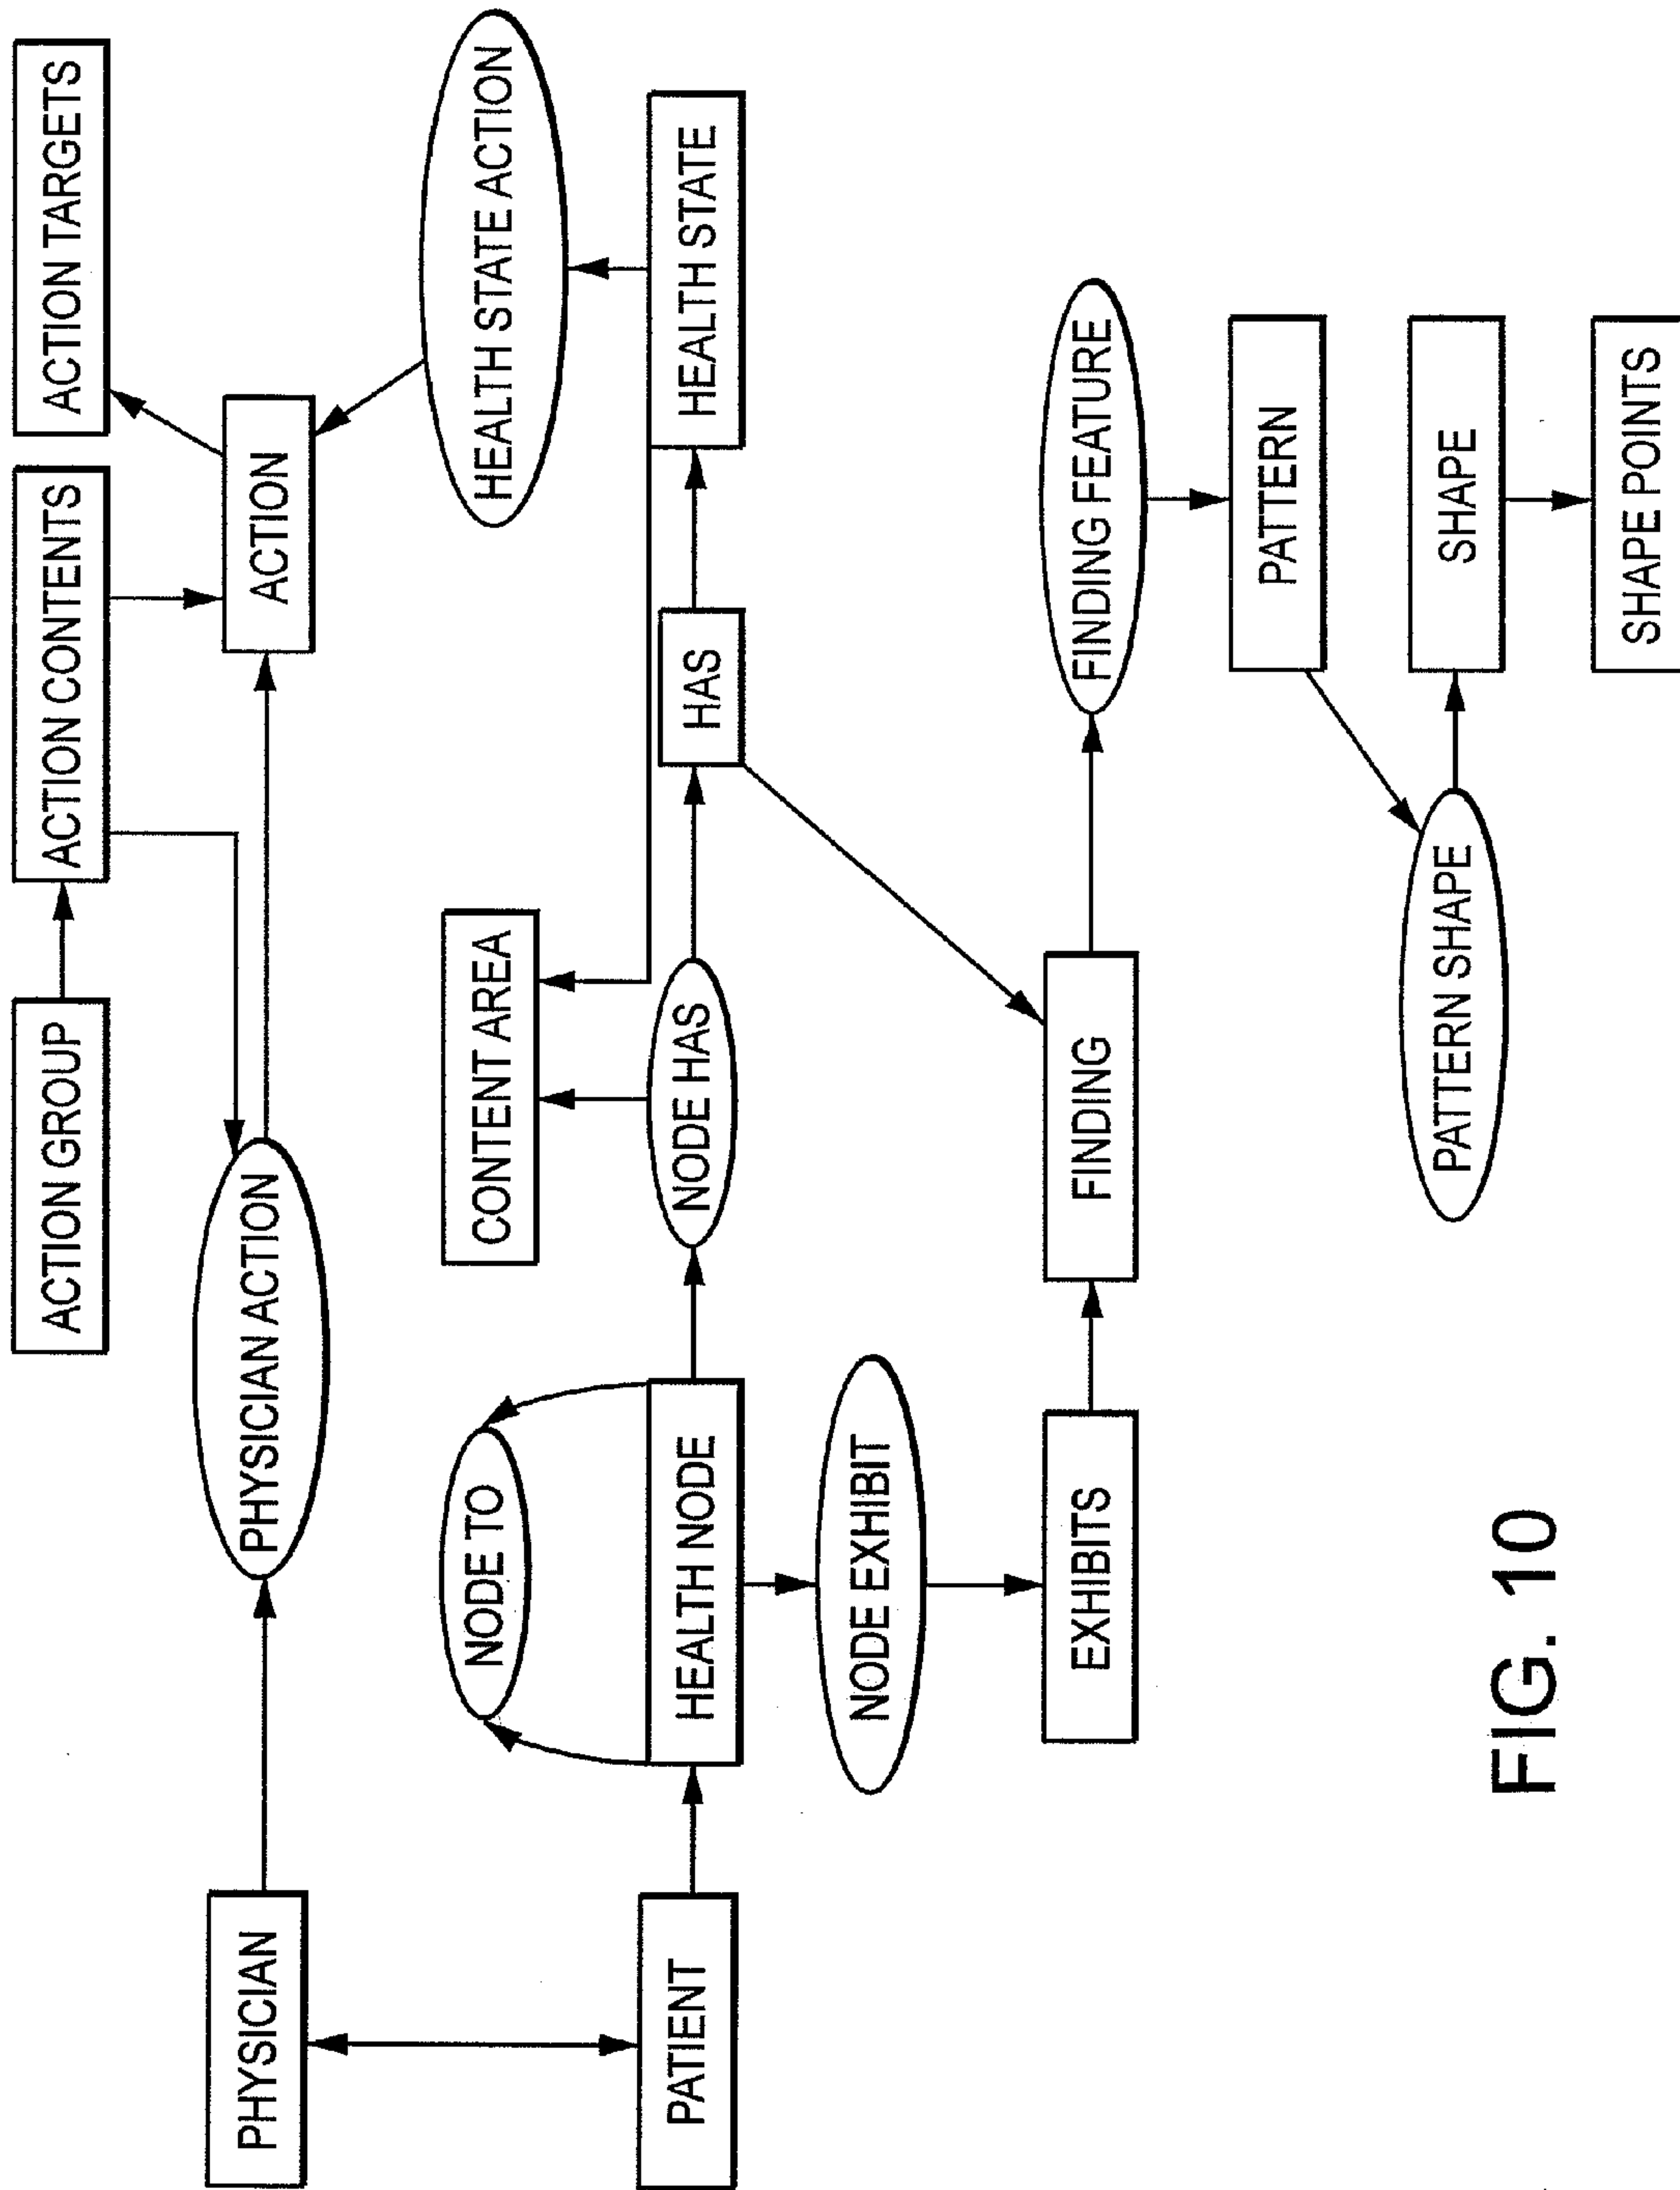 ACTION GROUP
ACTION CONTENTS
ACTION TARGETS
PHYSICIAN
PHYSICIAN ACTION
ACTION
NODE TO
CONTENT AREA
HEALTH STATE ACTION
PATIENT
HEALTH NODE
NODE HAS
HAS
HEALTH STATE
NODE EXHIBIT
EXHIBITS
FINDING
FINDING FEATURE
PATTERN
PATTERN SHAPE
SHAPE
SHAPE POINTS
FIG. 10